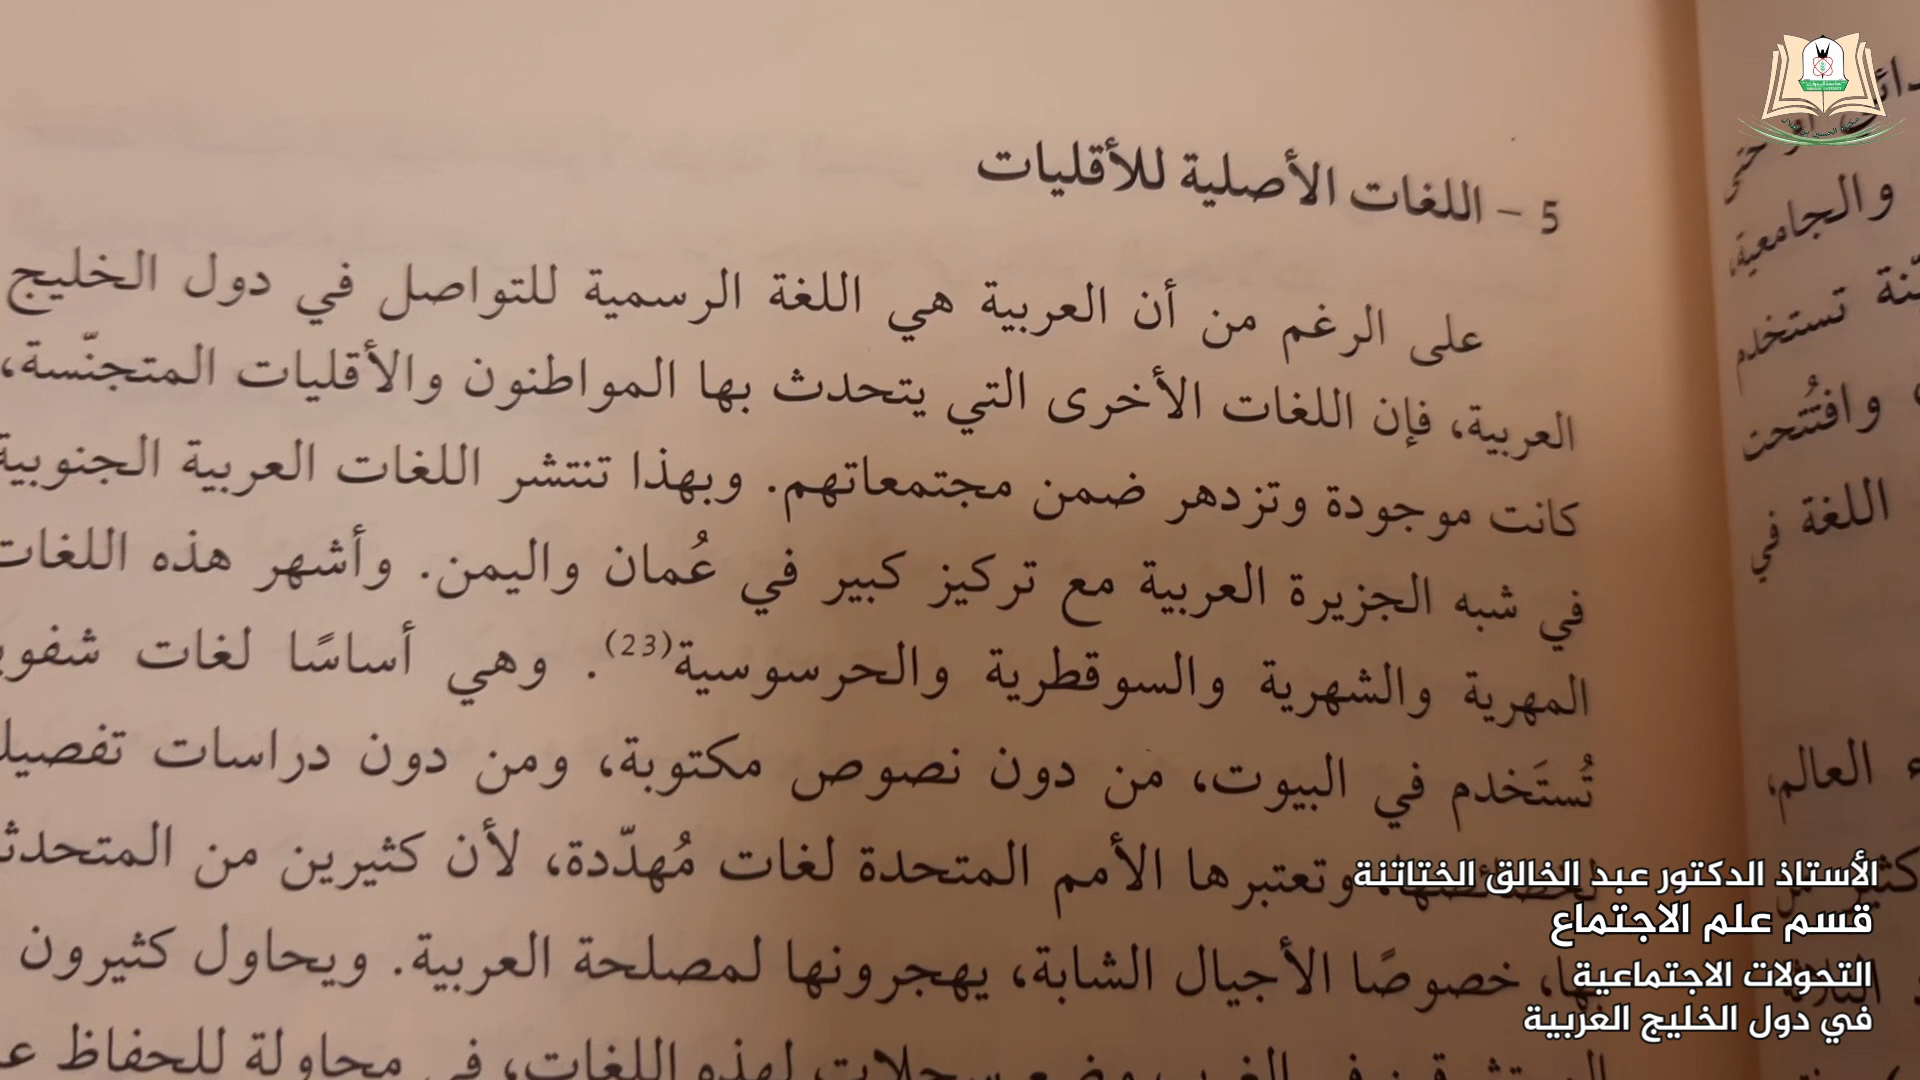 5 – اللغات الأصلية للأقليات
على الرغم من أن العربية هي اللغة الرسمية للتواصل في دول الخليج
العربية، فإن اللغات الأخرى التي يتحدث بها المواطنون والأقليات المتجنّسة،
كانت موجودة وتزدهر ضمن مجتمعاتهم. وبهذا تنتشر اللغات العربية الجنوبية
في شبه الجزيرة العربية مع تركيز كبير في عُمان واليمن. وأشهر هذه اللغات
المهرية والشهرية والسوقطرية والحرسوسية(23). وهي أساسًا لغات
تُستَخدم في البيوت، من دون نصوص مكتوبة، ومن دون دراسات
وتعتبرها الأمم المتحدة لغات مُهدّدة، لأن كثيرين من
بها، خصوصًا الأجيال الشابة، يهجرونها لمصلحة العربية. ويحاول كثيرون
في الغرب وضع سجلات لهذه اللغات، في محاولة للحفاظ
والجامعية،
تستخدم
وافتُتحت
اللغة في
العالم،
الأستاذ الدكتور عبد الخالق الختاتنة
قسم علم الاجتماع
التحولات الاجتماعية
في دول الخليج العربية